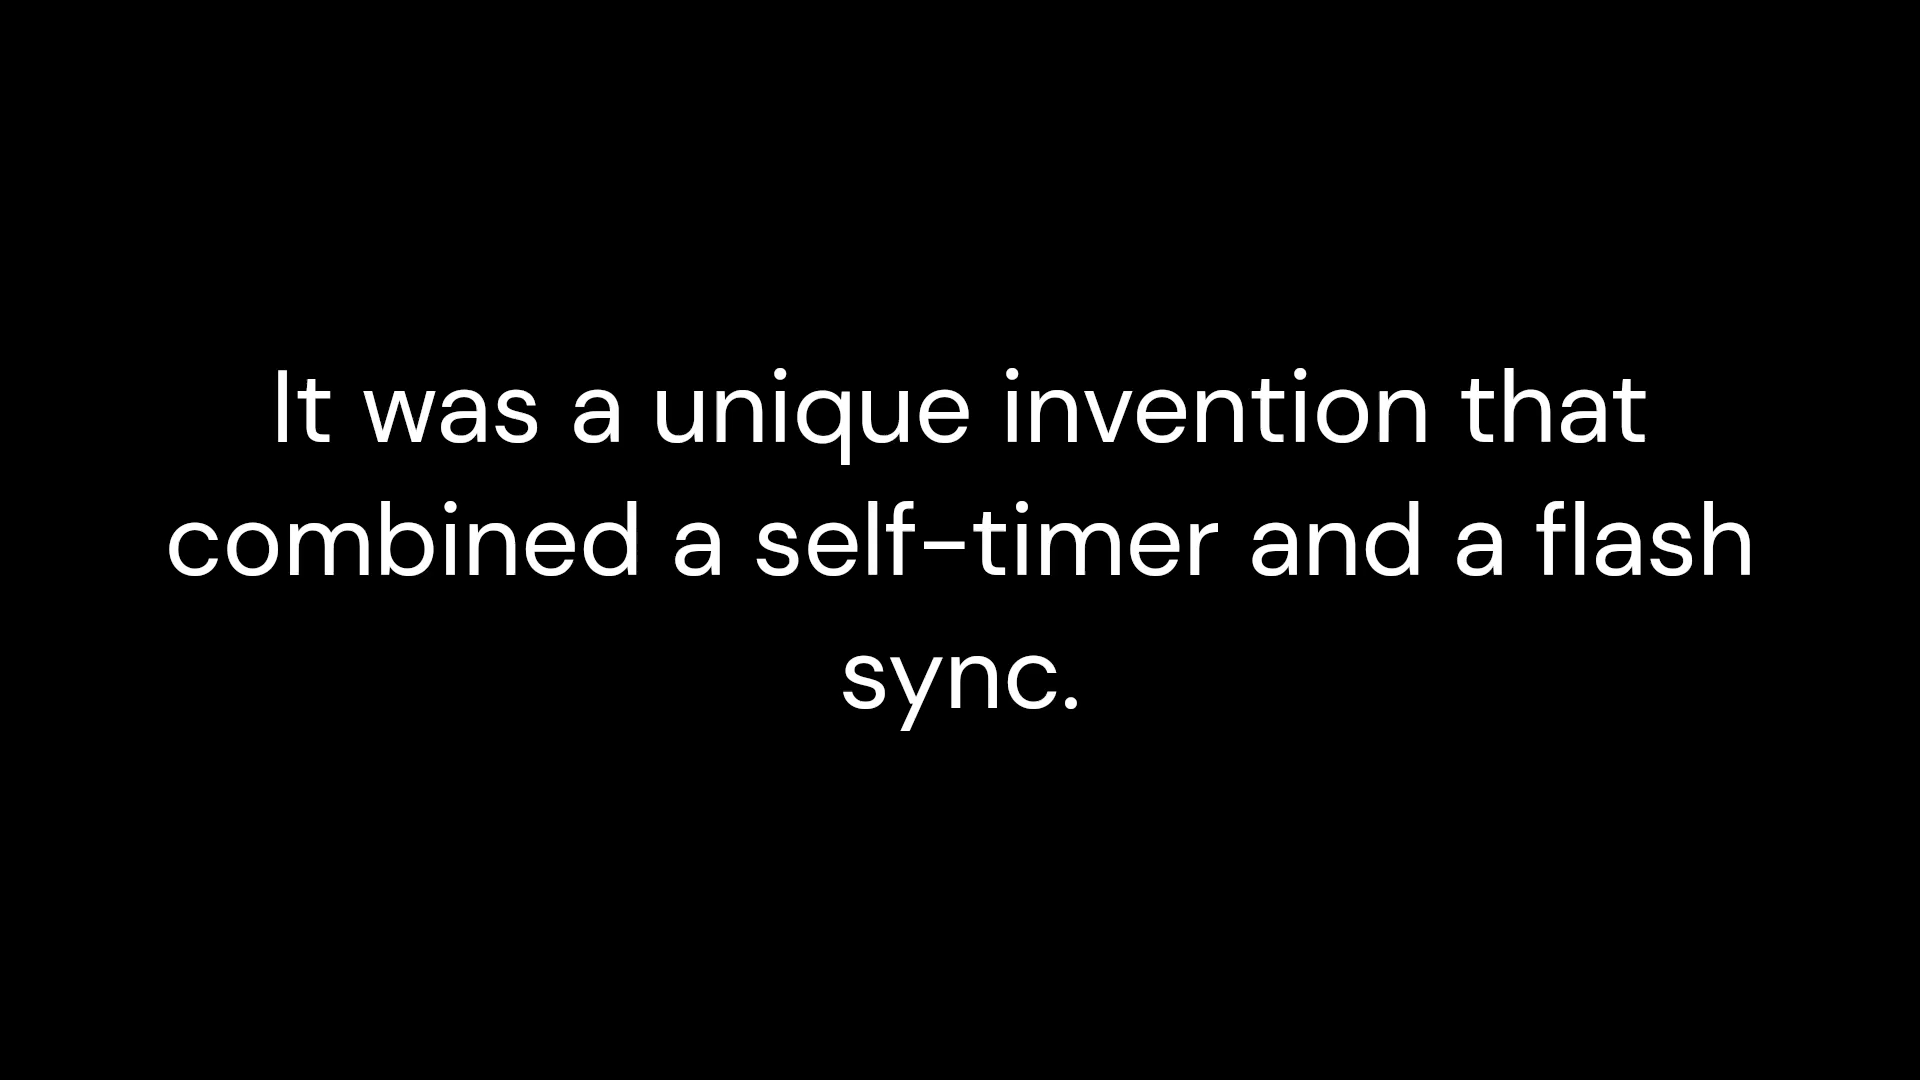 It was a unique invention that
combined a self-timer and a flash
sync.